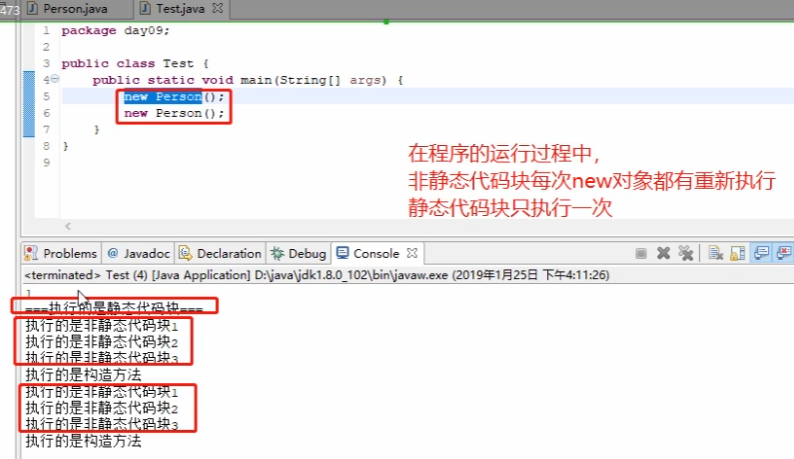 473
Person.java
Test.java
1 package day09;
2
3 public class Test {
4 public static void main(String[] args) {
5 new Person();
6 new Person();
7 }
8 }
9
在程序的运行过程中，
非静态代码块每次new对象都有重新执行
静态代码块只执行一次
Problems @ Javadoc Declaration Debug Console
<terminated> Test (4) [Java Application] D:\java\jdk1.8.0_102\bin\javaw.exe (2019年1月25日 下午4:11:26)
1
===执行的是静态代码块===
执行的是非静态代码块1
执行的是非静态代码块2
执行的是非静态代码块3
执行的是构造方法
执行的是非静态代码块1
执行的是非静态代码块2
执行的是非静态代码块3
执行的是构造方法